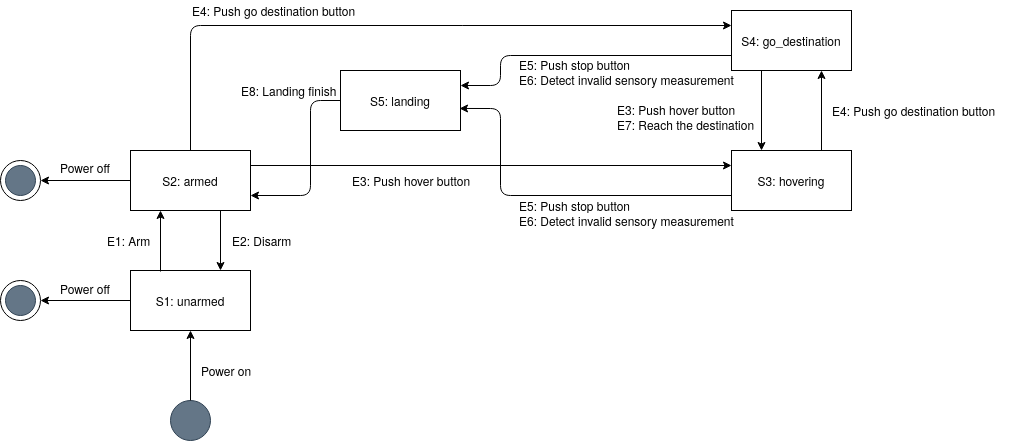 E4: Push go destination button
S4: go_destination
E5: Push stop button
E6: Detect invalid sensory measurement
E8: Landing finish
S5: landing
E3: Push hover button
E7: Reach the destination
E4: Push go destination button
Power off
S2: armed
E3: Push hover button
S3: hovering
E5: Push stop button
E6: Detect invalid sensory measurement
E1: Arm
E2: Disarm
Power off
S1: unarmed
Power on